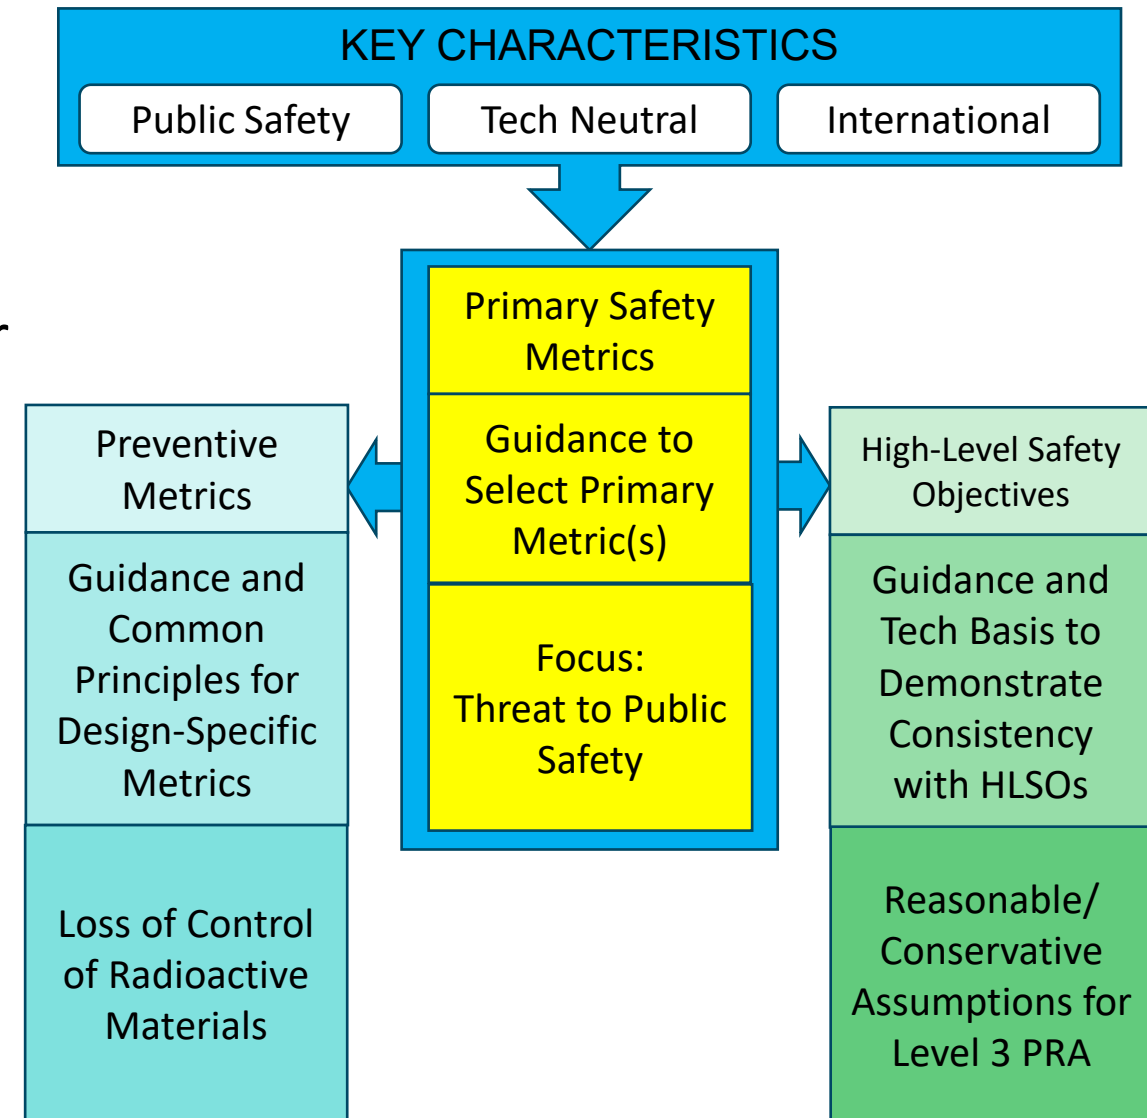 KEY CHARACTERISTICS
Public Safety
Tech Neutral
International
r
Primary Safety
Metrics
Guidance to
Select Primary
Metric(s)
Focus:
Threat to Public
Safety
Preventive
Metrics
Guidance and
Common
Principles for
Design-Specific
Metrics
Loss of Control
of Radioactive
Materials
High-Level Safety
Objectives
Guidance and
Tech Basis to
Demonstrate
Consistency
with HLSOs
Reasonable/
Conservative
Assumptions for
Level 3 PRA